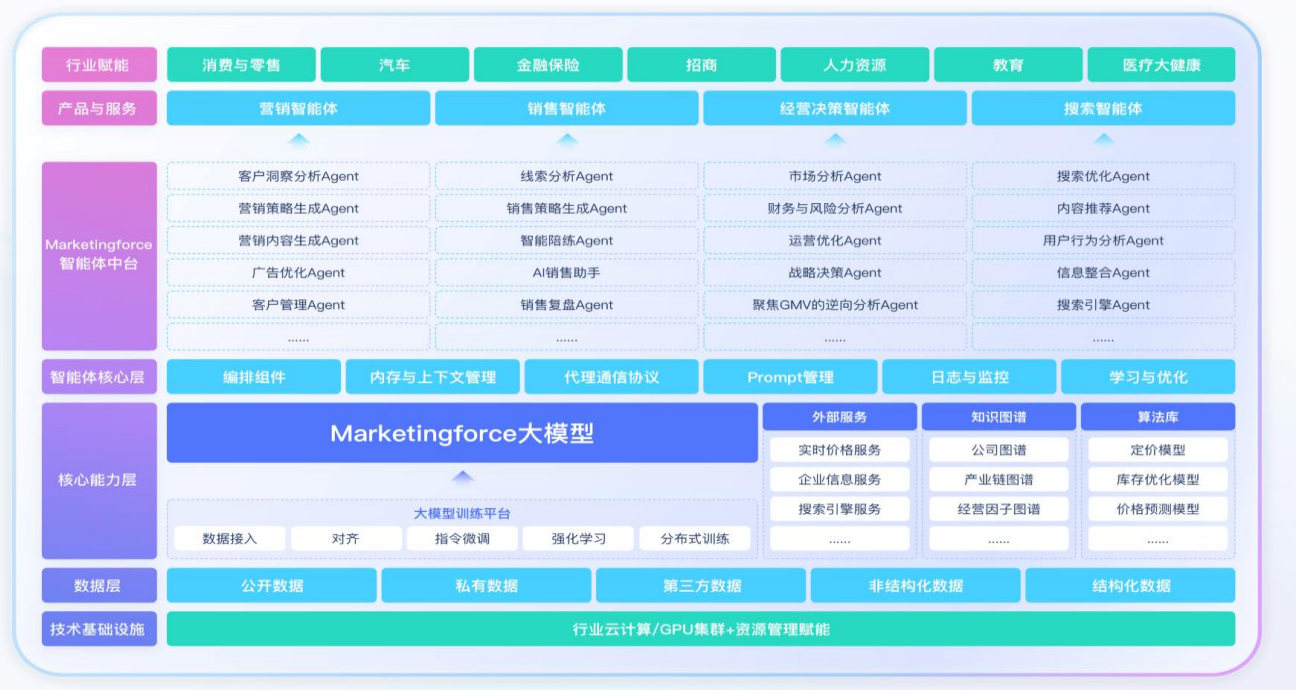 行业赋能
消费与零售
汽车
金融保险
招商
人力资源
教育
医疗大健康
产品与服务
营销智能体
销售智能体
经营决策智能体
搜索智能体
Marketingforce
智能体中台
客户洞察分析Agent
营销策略生成Agent
营销内容生成Agent
广告优化Agent
客户管理Agent
......
线索分析Agent
销售策略生成Agent
智能陪练Agent
AI销售助手
销售复盘Agent
......
市场分析Agent
财务与风险分析Agent
运营优化Agent
战略决策Agent
聚焦GMV的逆向分析Agent
......
搜索优化Agent
内容推荐Agent
用户行为分析Agent
信息整合Agent
搜索引擎Agent
......
智能体核心层
编排组件
内存与上下文管理
代理通信协议
Prompt管理
日志与监控
学习与优化
核心能力层
Marketingforce大模型
大模型训练平台
数据接入
对齐
指令微调
强化学习
分布式训练
外部服务
实时价格服务
企业信息服务
搜索引擎服务
......
知识图谱
公司图谱
产业链图谱
经营因子图谱
......
算法库
定价模型
库存优化模型
价格预测模型
......
数据层
公开数据
私有数据
第三方数据
非结构化数据
结构化数据
技术基础设施
行业云计算/GPU集群+资源管理赋能